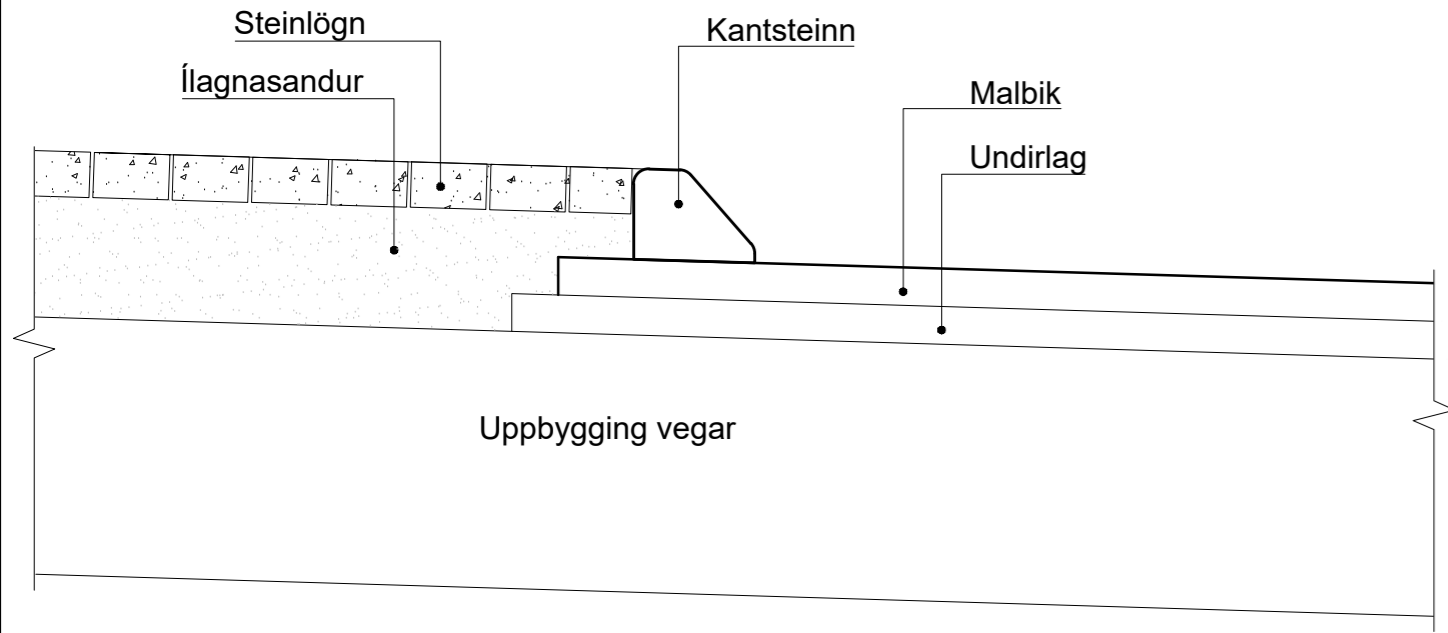 Steinlögn
Kantsteinn
Ílagnasandur
Malbik
Undirlag
Uppbygging vegar